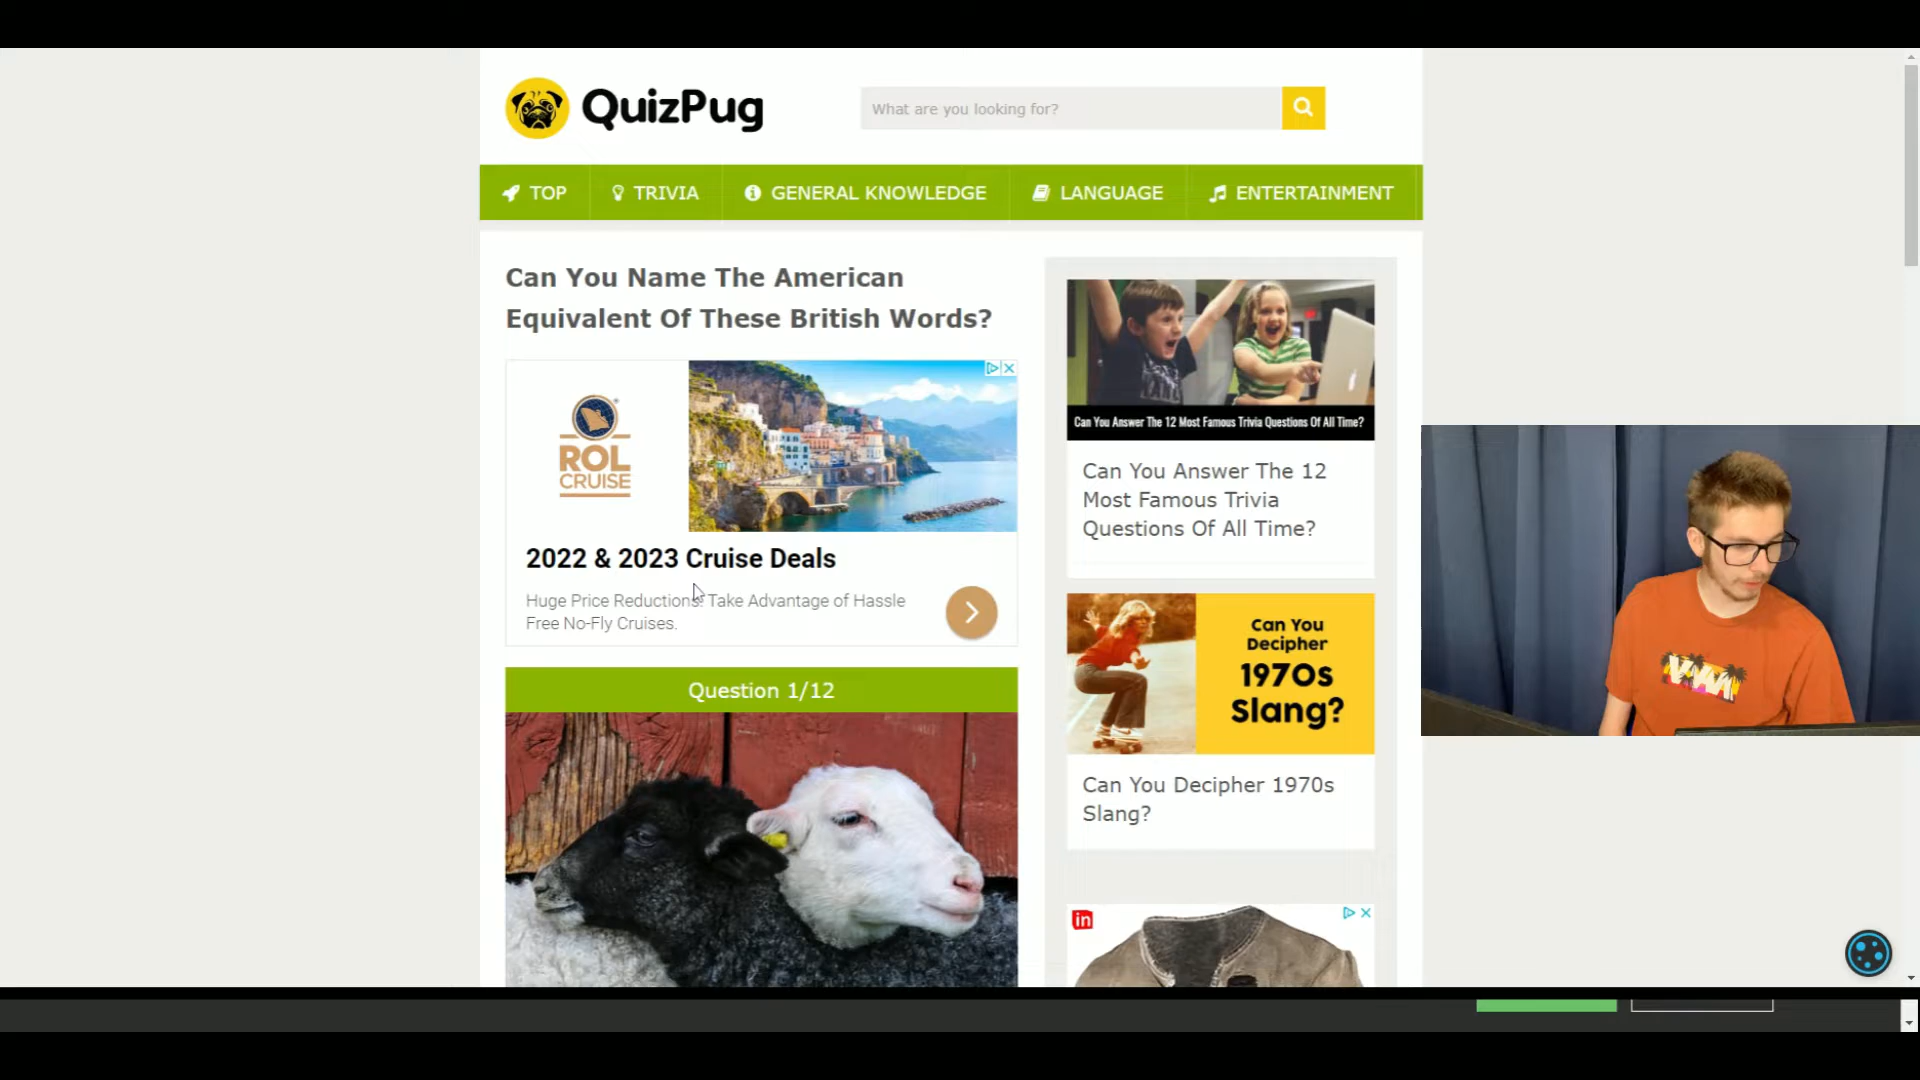 QuizPug
What are you looking for?
TOP
TRIVIA
GENERAL KNOWLEDGE
LANGUAGE
ENTERTAINMENT
Can You Name The American
Equivalent Of These British Words?
ROL
CRUISE
2022 & 2023 Cruise Deals
Huge Price Reductions! Take Advantage of Hassle
Free No-Fly Cruises.
Question 1/12
Can You Answer The 12 Most Famous Trivia Questions Of All Time?
Can You Answer The 12
Most Famous Trivia
Questions Of All Time?
Can You
Decipher
1970s
Slang?
Can You Decipher 1970s
Slang?
in